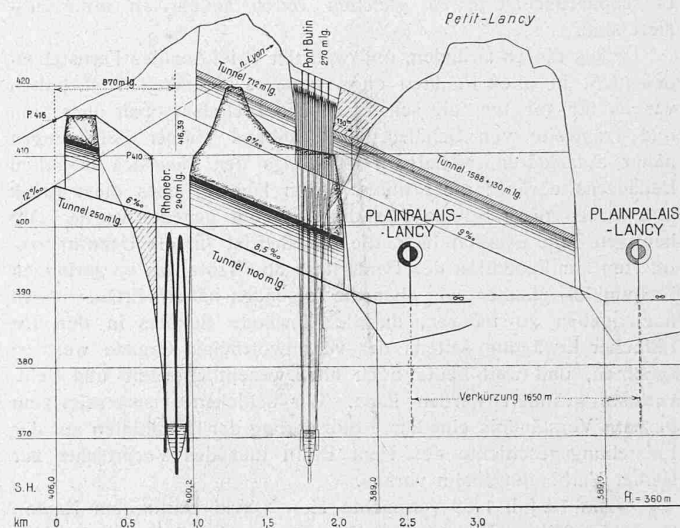 Petit-Lancy
Pont Butin
270 m lg.
n. Lyon
870 m lg.
Tunnel 712 m lg.
420
P 416
416,39
410
P 410
9‰
130 m
Tunnel 1588+130 m lg.
12‰
Rhonebr.
240 m lg.
6‰
Tunnel 250 m lg.
400
PLAINPALAIS-
LANCY
PLAINPALAIS-
LANCY
9‰
8.5‰
Tunnel 1100 m lg.
390
380
Verkürzung 1650 m
370
S.H.
406,0
400,2
389,0
389,0
H. = 360 m
km
0
0,5
1,0
1,5
2,0
2,5
3,0